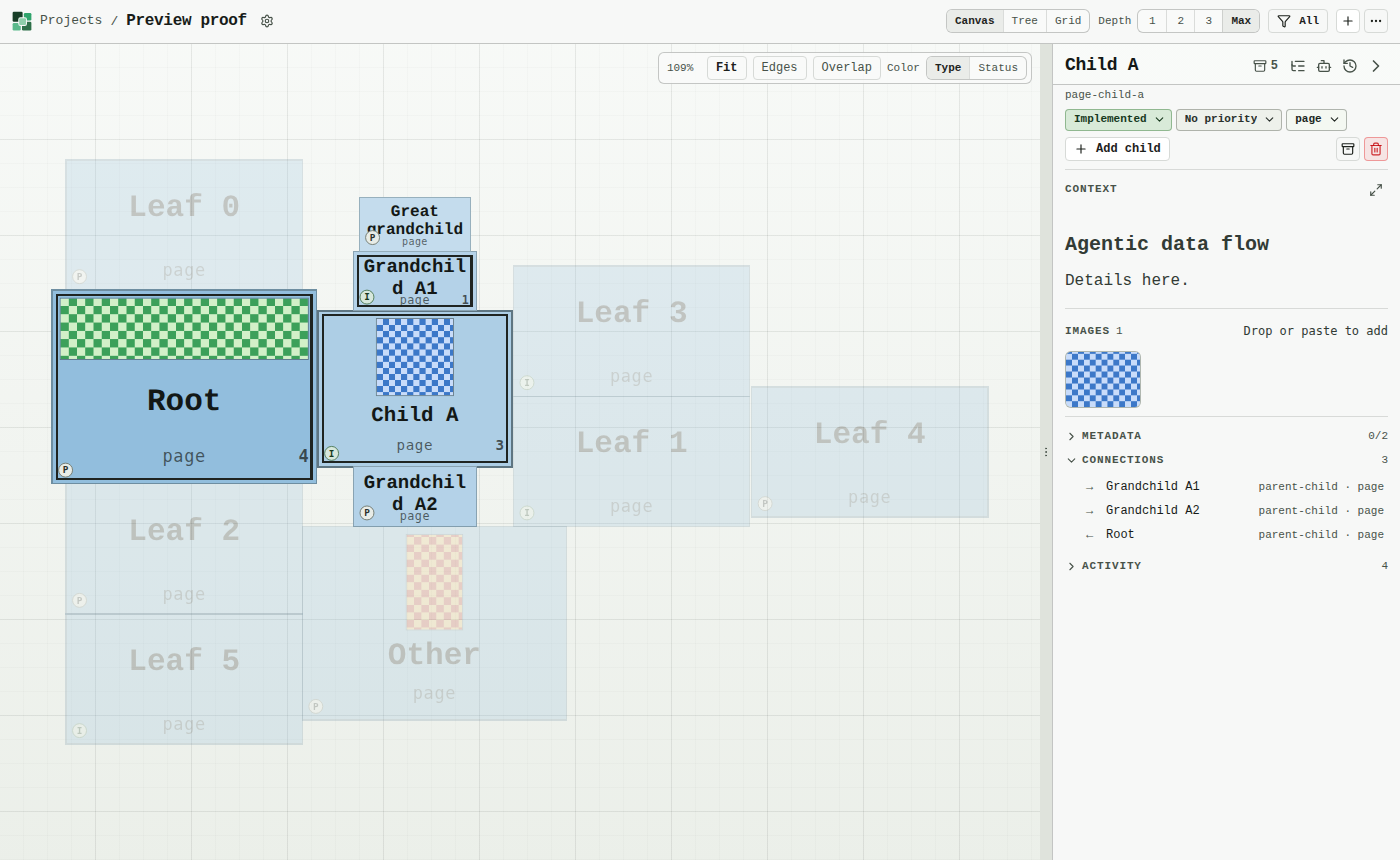 Projects / Preview proof
Canvas Tree Grid Depth 1 2 3 Max All
109% Fit Edges Overlap Color Type Status
Leaf 0
page
P
Great
grandchild
page
P
Grandchil
d A1
page
I
1
Root
page
4
P
Child A
page
3
I
Grandchil
d A2
page
P
Leaf 3
page
I
Leaf 1
page
I
Leaf 4
page
P
Leaf 2
page
P
Other
page
P
Leaf 5
page
I
Child A 5
page-child-a
Implemented No priority page
Add child
CONTEXT
Agentic data flow
Details here.
IMAGES 1 Drop or paste to add
METADATA 0/2
CONNECTIONS 3
→ Grandchild A1 parent-child · page
→ Grandchild A2 parent-child · page
← Root parent-child · page
ACTIVITY 4